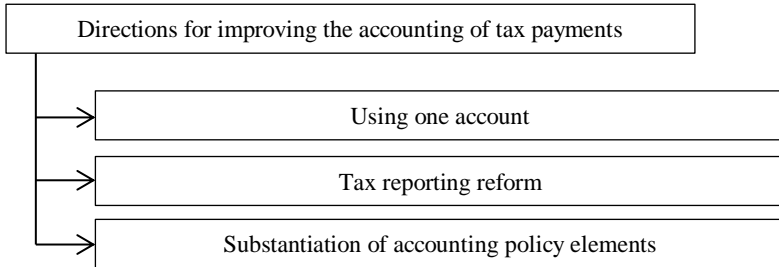 Directions for improving the accounting of tax payments
Using one account
Tax reporting reform
Substantiation of accounting policy elements